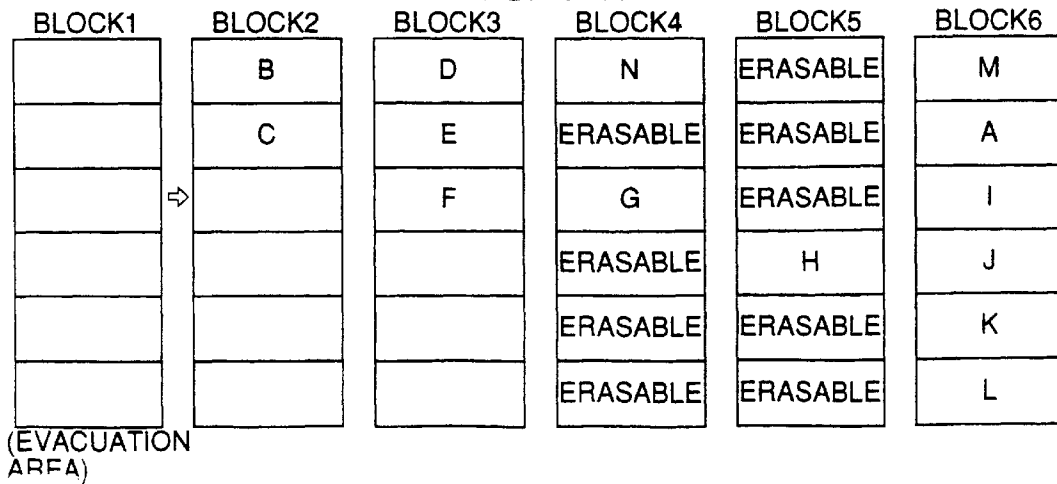 BLOCK1 BLOCK2 BLOCK3 BLOCK4 BLOCK5 BLOCK6
B D N ERASABLE M
C E ERASABLE ERASABLE A
⇨ F G ERASABLE I
ERASABLE H J
ERASABLE ERASABLE K
ERASABLE ERASABLE L
(EVACUATION
AREA)